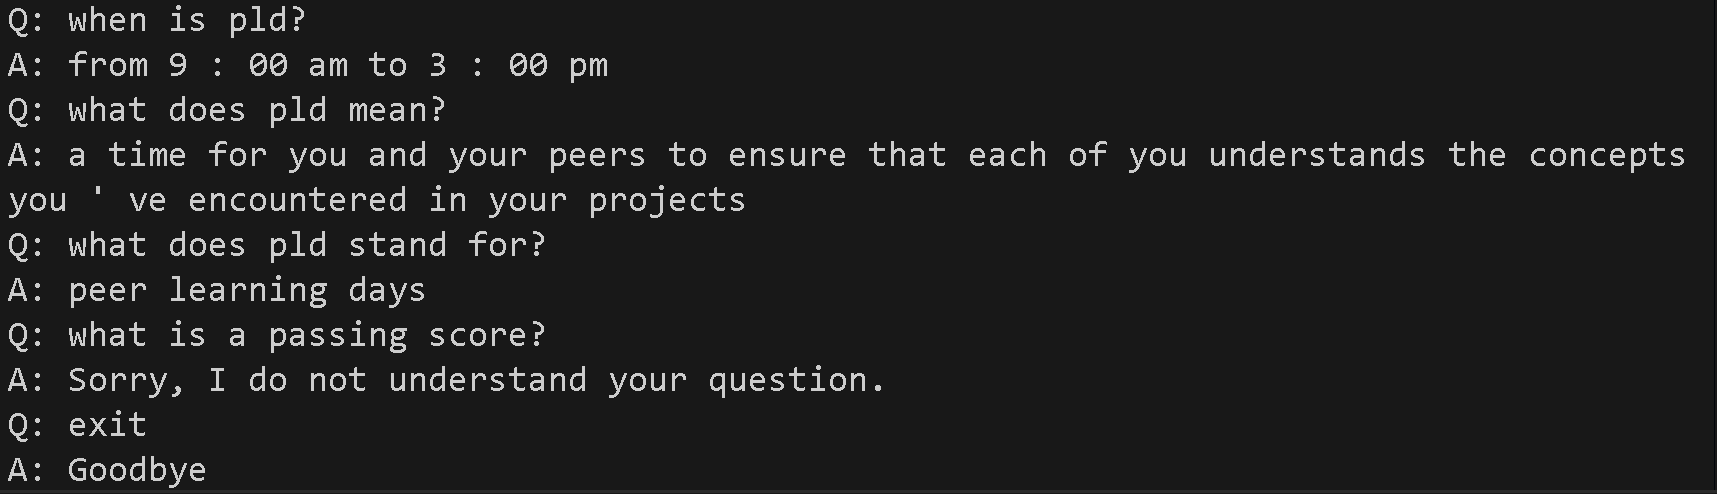 Q: when is pld?
A: from 9 : 00 am to 3 : 00 pm
Q: what does pld mean?
A: a time for you and your peers to ensure that each of you understands the concepts
you ' ve encountered in your projects
Q: what does pld stand for?
A: peer learning days
Q: what is a passing score?
A: Sorry, I do not understand your question.
Q: exit
A: Goodbye